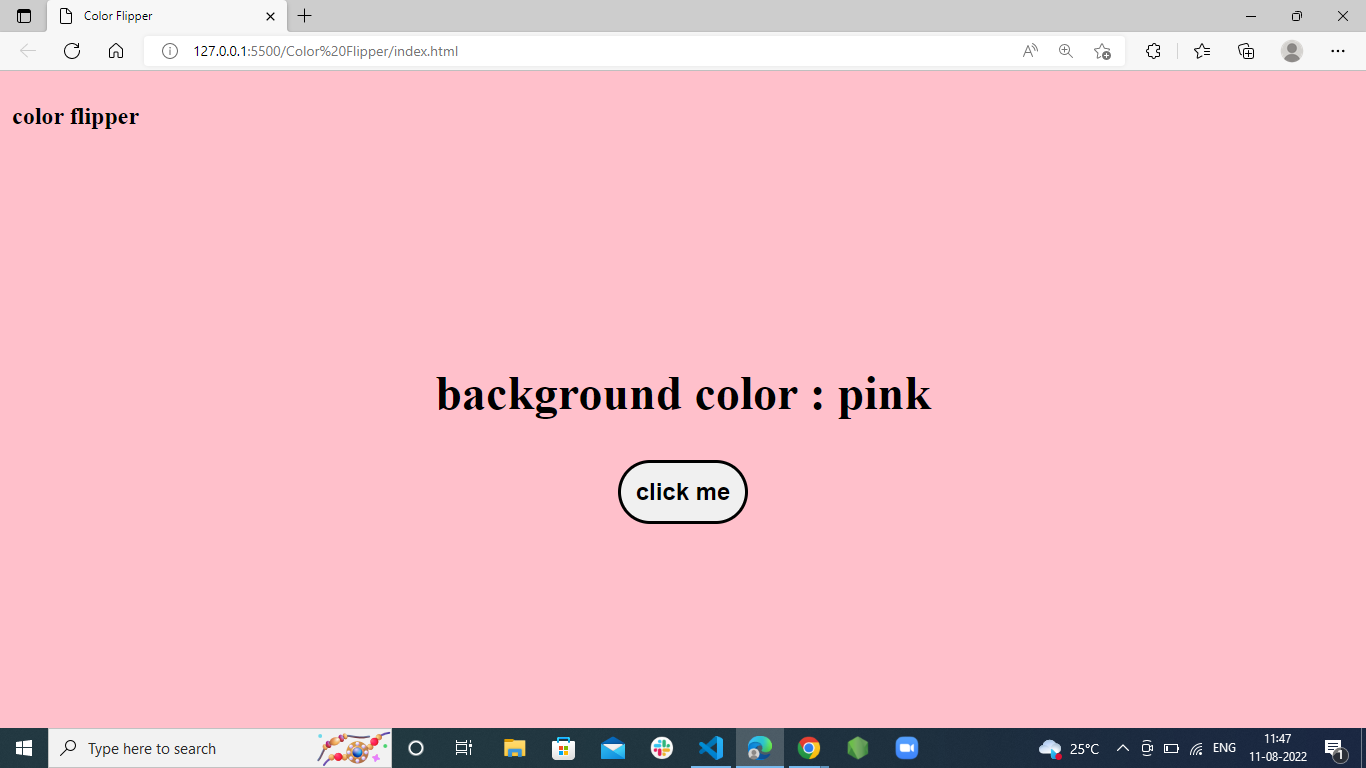 Color Flipper
127.0.0.1:5500/Color%20Flipper/index.html
color flipper
background color : pink
click me
Type here to search
25°C
ENG
11:47
11-08-2022
1